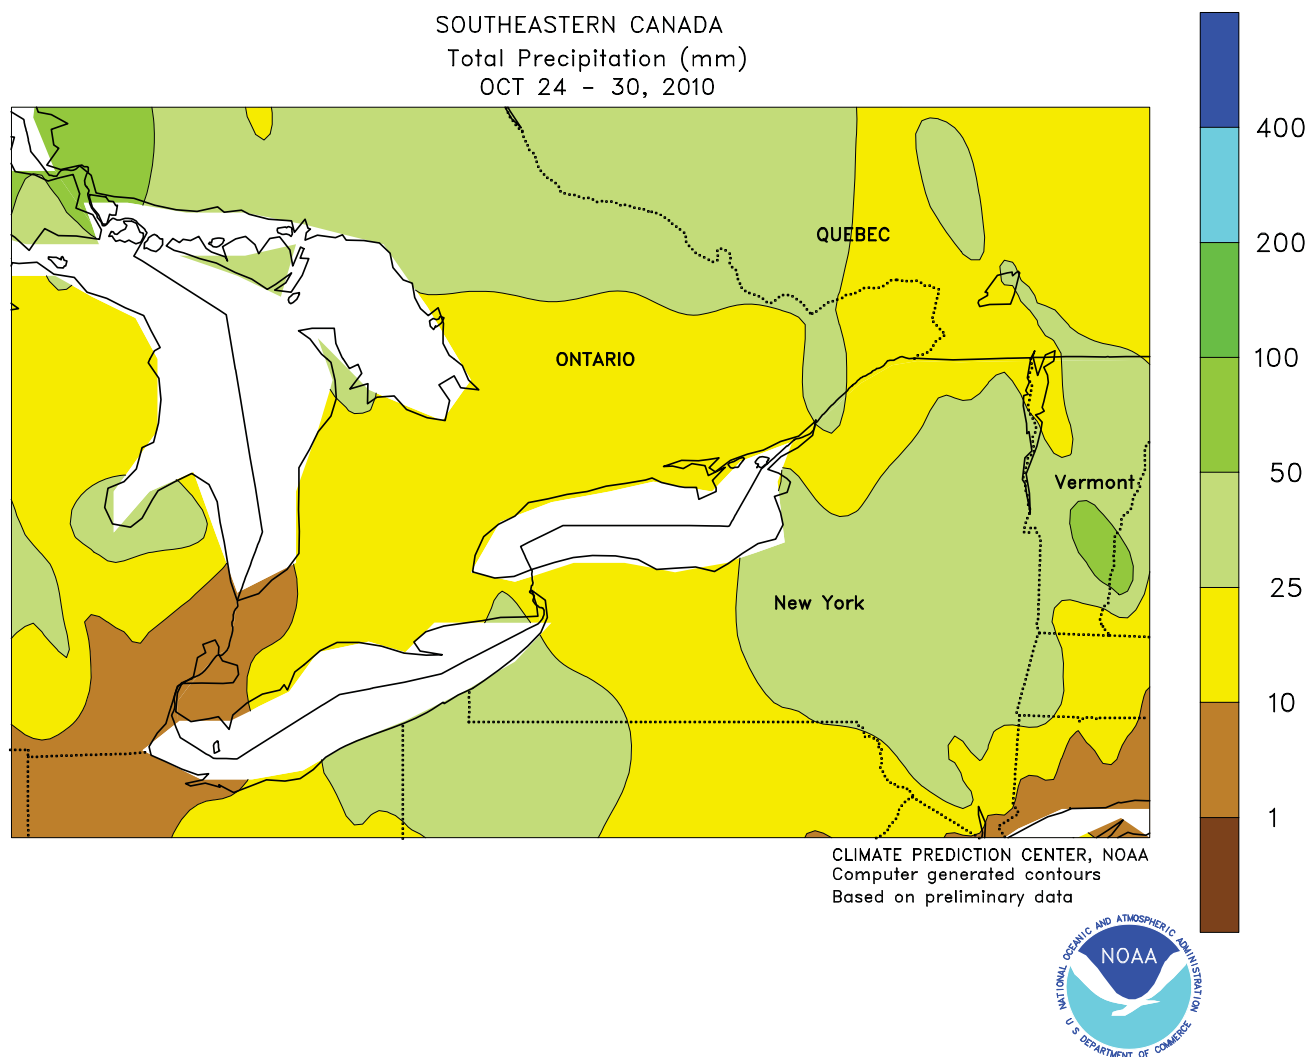 SOUTHEASTERN CANADA
Total Precipitation (mm)
OCT 24 - 30, 2010
QUEBEC
ONTARIO
Vermont
New York
400
200
100
50
25
10
1
CLIMATE PREDICTION CENTER, NOAA
Computer generated contours
Based on preliminary data
NATIONAL OCEANIC AND ATMOSPHERIC ADMINISTRATION
NOAA
U S DEPARTMENT OF COMMERCE